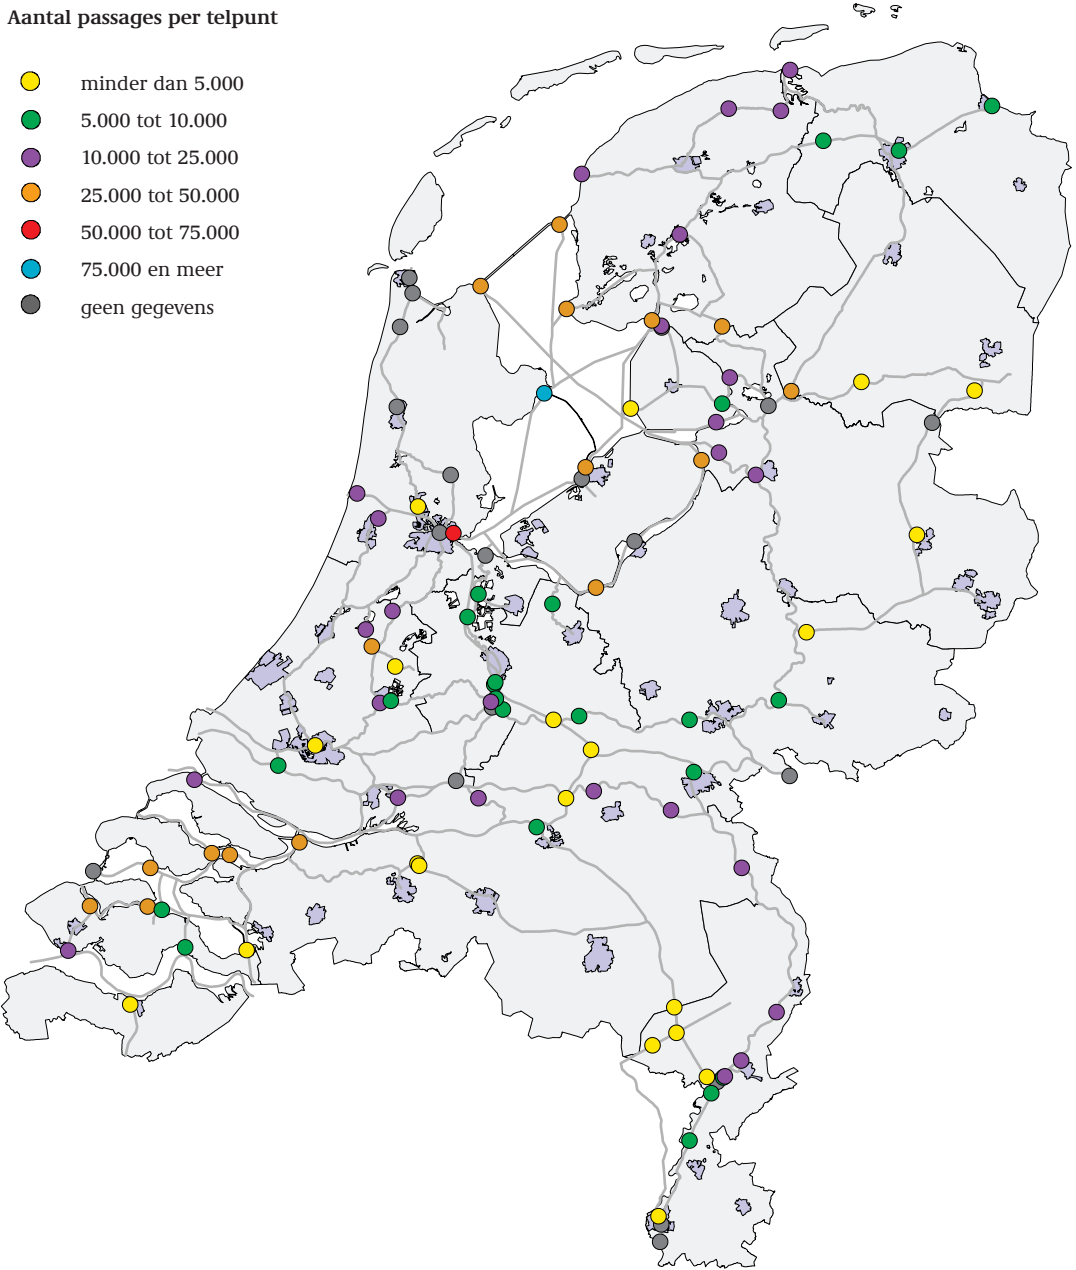 Aantal passages per telpunt
minder dan 5.000
5.000 tot 10.000
10.000 tot 25.000
25.000 tot 50.000
50.000 tot 75.000
75.000 en meer
geen gegevens